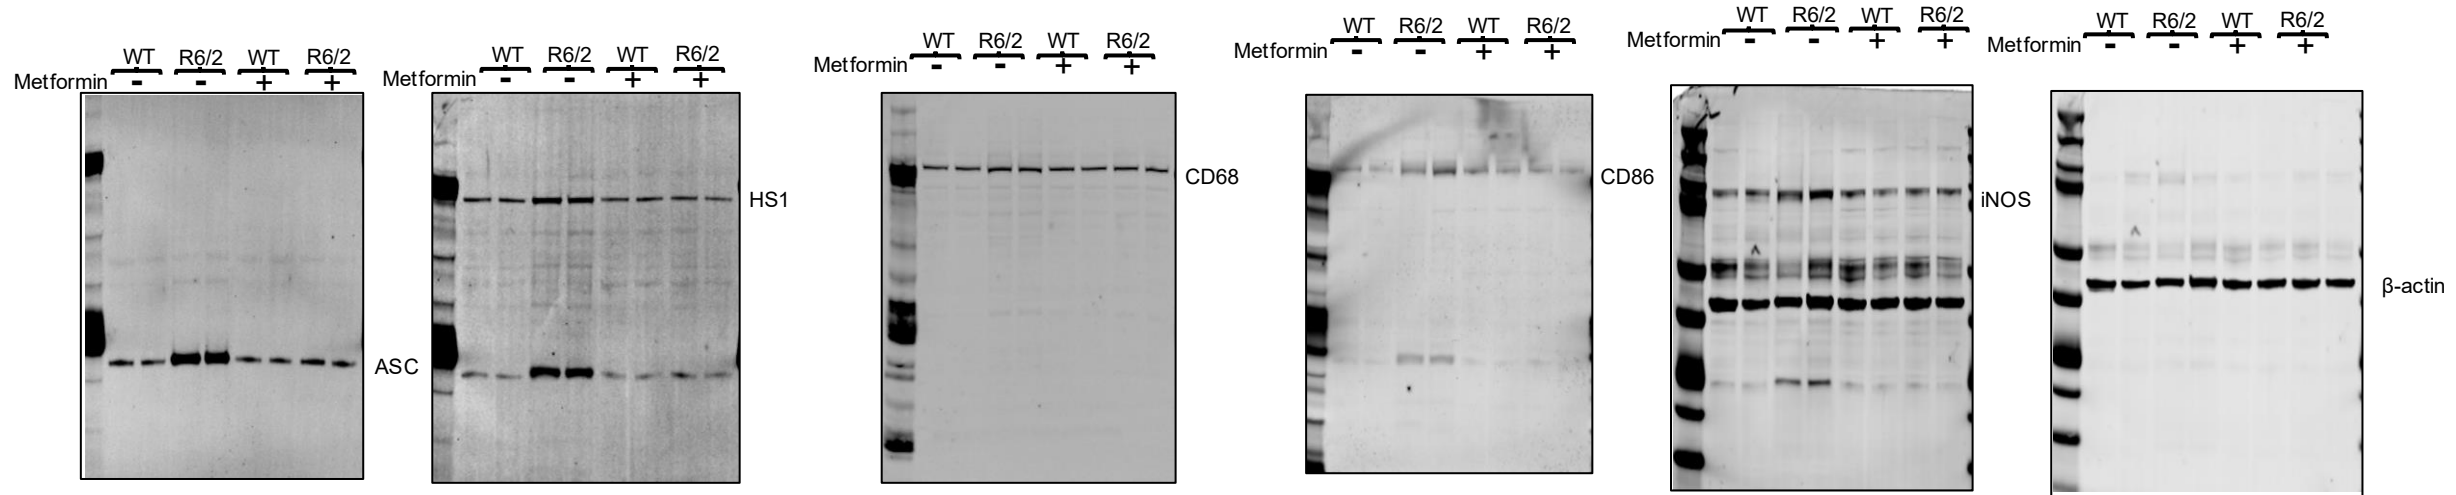 WT R6/2 WT R6/2
Metformin - - + +
ASC
WT R6/2 WT R6/2
Metformin - - + +
HS1
WT R6/2 WT R6/2
Metformin - - + +
CD68
WT R6/2 WT R6/2
Metformin - - + +
CD86
WT R6/2 WT R6/2
Metformin - - + +
iNOS
WT R6/2 WT R6/2
Metformin - - + +
β-actin